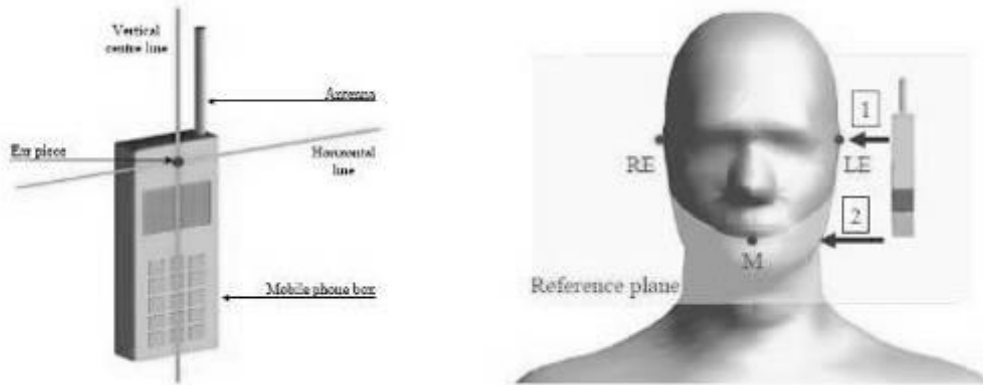 Vertical
centre line
Antenna
Ear piece
Horizontal
line
Mobile phone box
1
RE
LE
2
M
Reference plane